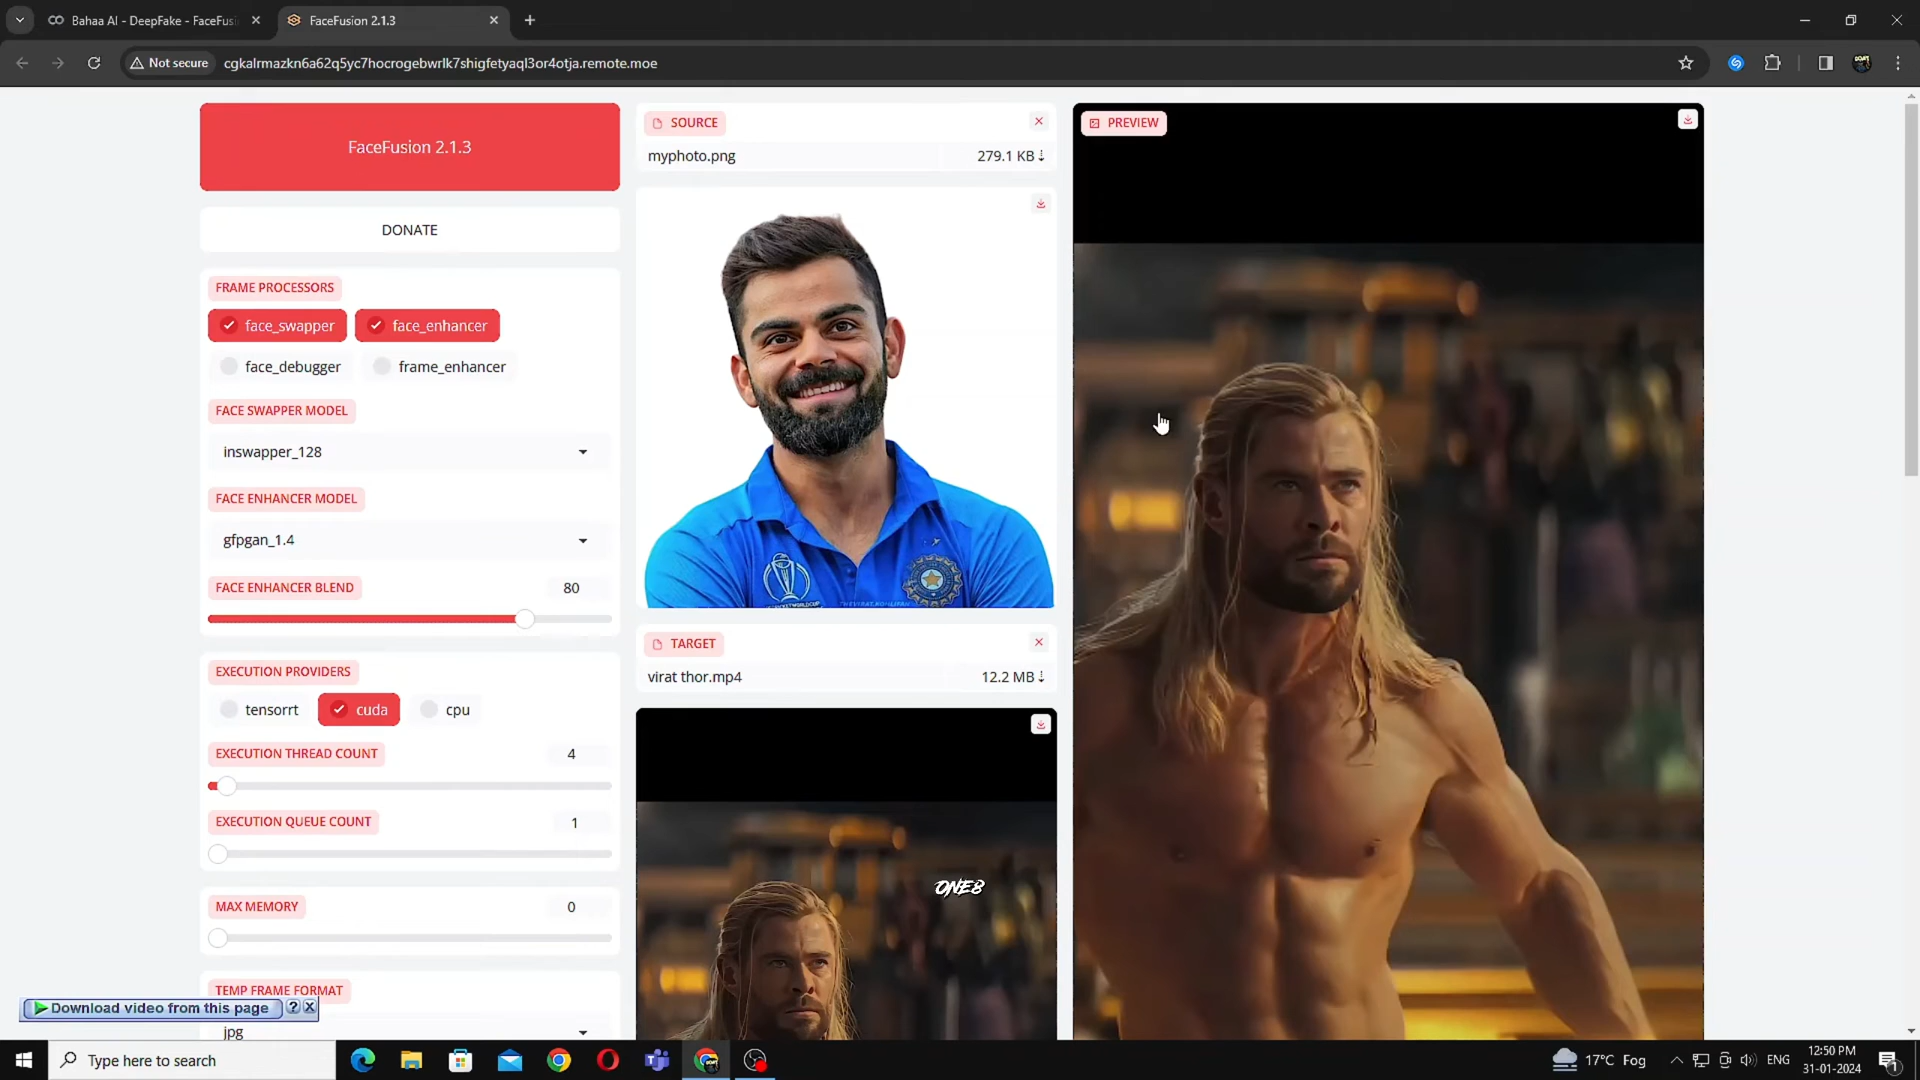 Bahaa AI - DeepFake - FaceFusi
FaceFusion 2.1.3
Not secure
cgkalrmazkn6a62q5yc7hocrogebwrlk7shigfetyaql3or4otja.remote.moe
FaceFusion 2.1.3
DONATE
FRAME PROCESSORS
face_swapper
face_enhancer
face_debugger
frame_enhancer
FACE SWAPPER MODEL
inswapper_128
FACE ENHANCER MODEL
gfpgan_1.4
FACE ENHANCER BLEND
80
EXECUTION PROVIDERS
tensorrt
cuda
cpu
EXECUTION THREAD COUNT
4
EXECUTION QUEUE COUNT
1
MAX MEMORY
0
TEMP FRAME FORMAT
jpg
Download video from this page
SOURCE
myphoto.png
279.1 KB
TARGET
virat thor.mp4
12.2 MB
ONE8
PREVIEW
Type here to search
17°C Fog
ENG
12:50 PM
31-01-2024
1